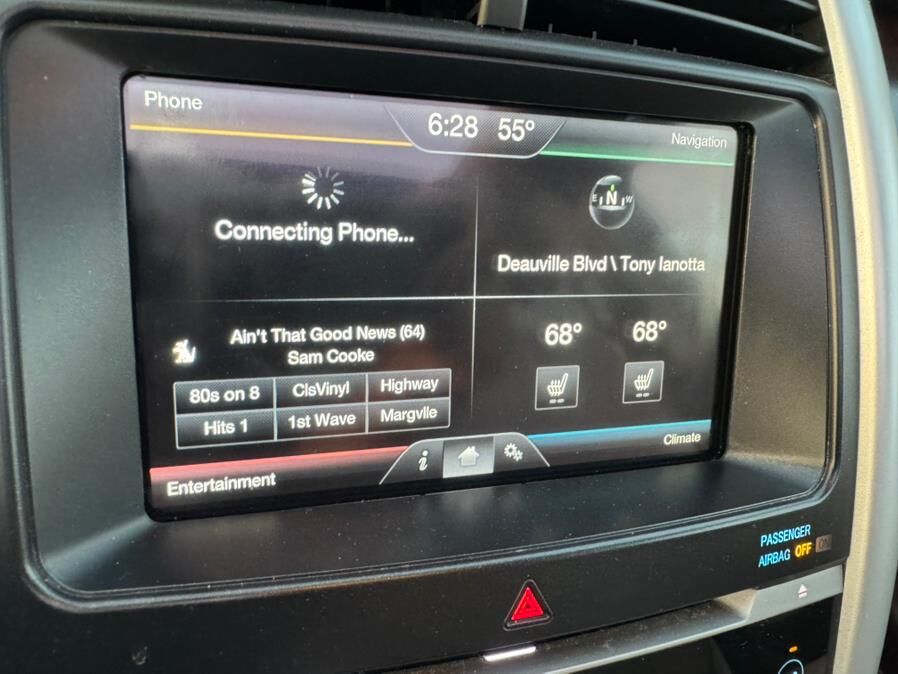 Phone
6:28 55°
Navigation
Connecting Phone...
E N W
Deauville Blvd \ Tony Ianotta
Ain't That Good News (64)
Sam Cooke
80s on 8 ClsVinyl Highway
Hits 1 1st Wave Margvlle
68° 68°
Entertainment
i
Climate
PASSENGER
AIRBAG OFF ON